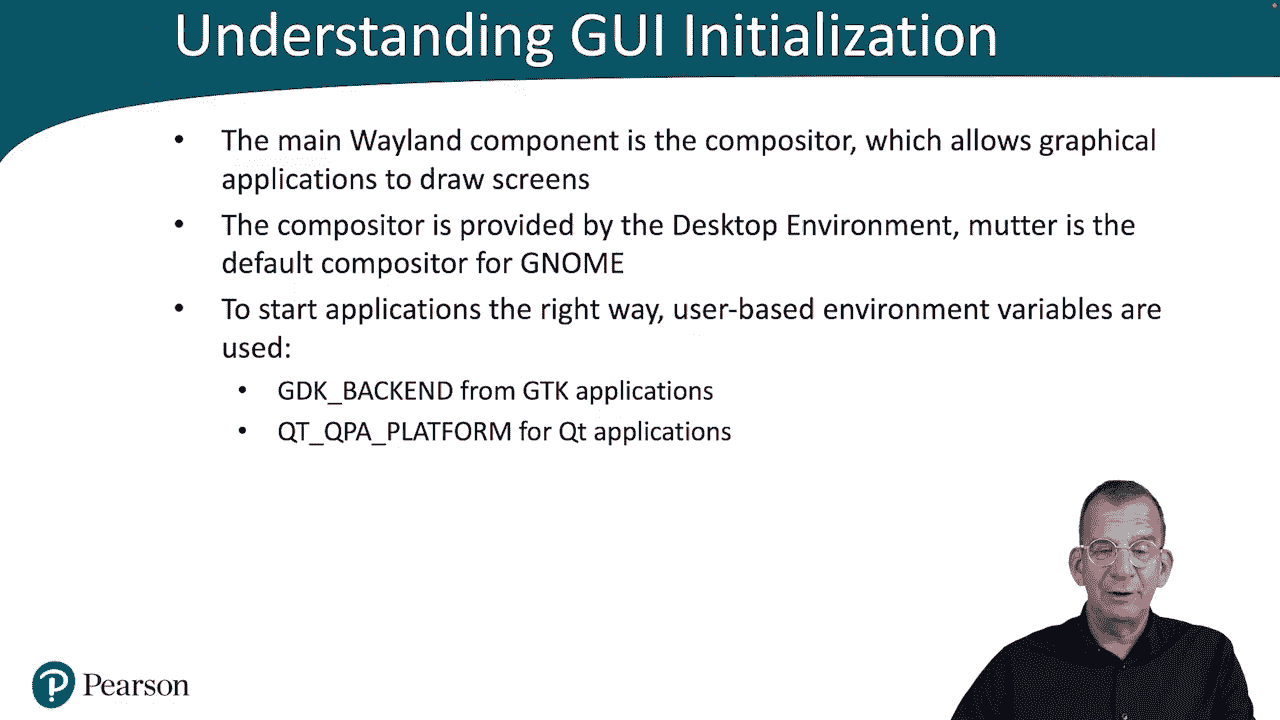 Understanding GUI Initialization
• The main Wayland component is the compositor, which allows graphical
applications to draw screens
• The compositor is provided by the Desktop Environment, mutter is the
default compositor for GNOME
• To start applications the right way, user-based environment variables are
used:
• GDK_BACKEND from GTK applications
• QT_QPA_PLATFORM for Qt applications
Pearson